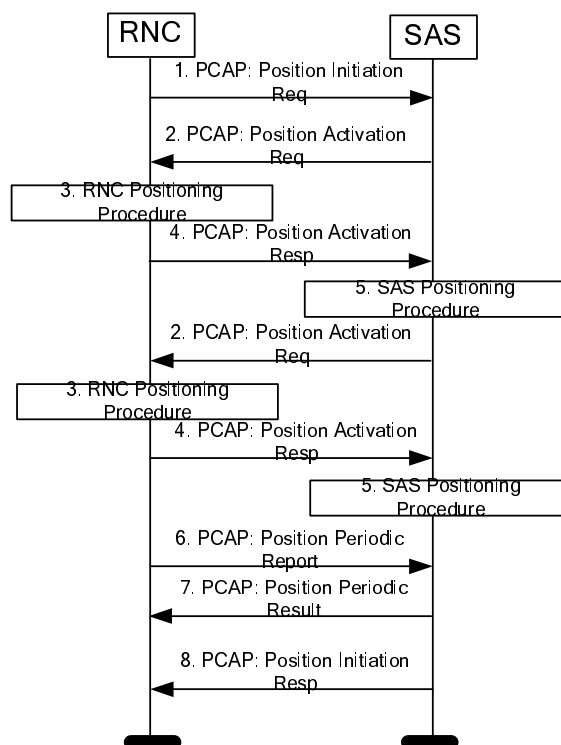 RNC
SAS
1. PCAP: Position Initiation
Req
2. PCAP: Position Activation
Req
3. RNC Positioning
Procedure
4. PCAP: Position Activation
Resp
5. SAS Positioning
Procedure
2. PCAP: Position Activation
Req
3. RNC Positioning
Procedure
4. PCAP: Position Activation
Resp
5. SAS Positioning
Procedure
6. PCAP: Position Periodic
Report
7. PCAP: Position Periodic
Result
8. PCAP: Position Initiation
Resp